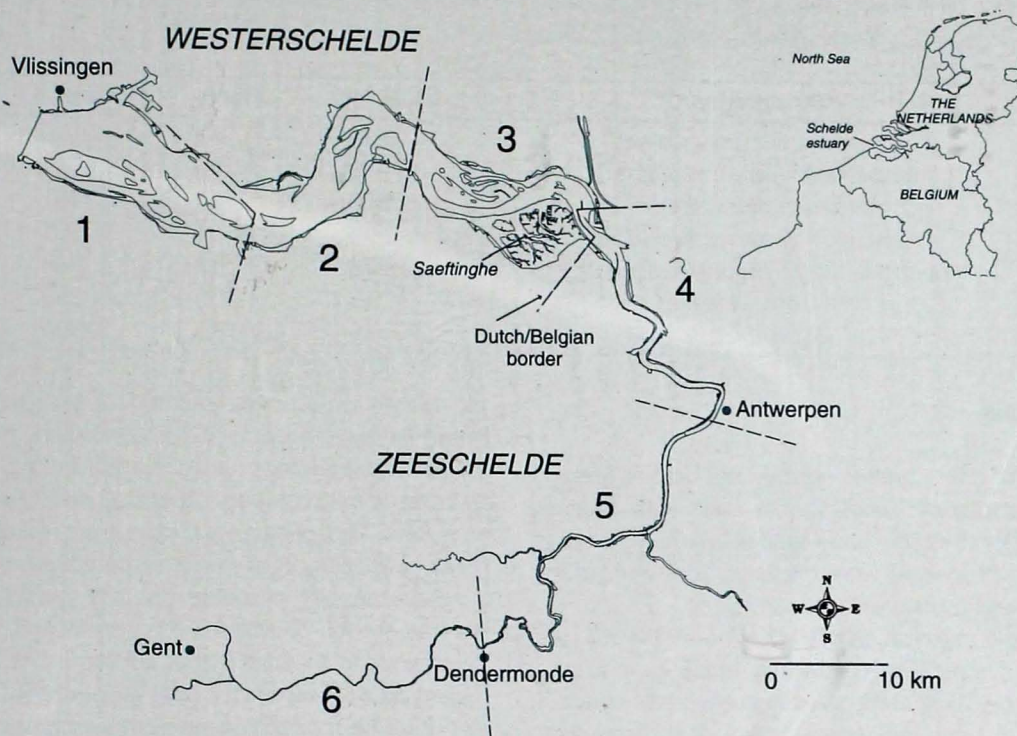 WESTERSCHELDE
Vlissingen
1
2
3
Saeftinghe
Dutch/Belgian
border
4
North Sea
THE
NETHERLANDS
Schelde
estuary
BELGIUM
Antwerpen
ZEESCHELDE
5
Gent
Dendermonde
6
N
W E
S
0 10 km